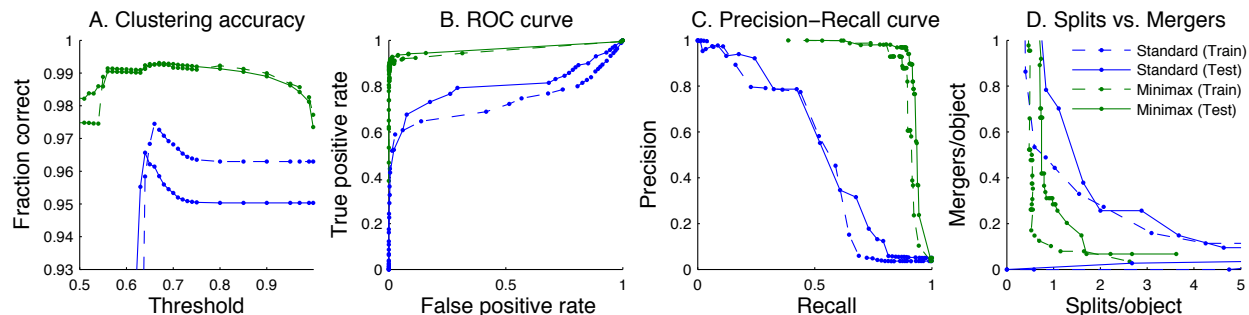 A. Clustering accuracy
Fraction correct
1
0.99
0.98
0.97
0.96
0.95
0.94
0.93
0.5
0.6
0.7
0.8
0.9
Threshold
B. ROC curve
True positive rate
1
0.8
0.6
0.4
0.2
0
0
0.5
1
False positive rate
C. Precision−Recall curve
Precision
1
0.8
0.6
0.4
0.2
0
0
0.5
1
Recall
D. Splits vs. Mergers
Mergers/object
1
0.8
0.6
0.4
0.2
0
0
1
2
3
4
5
Splits/object
Standard (Train)
Standard (Test)
Minimax (Train)
Minimax (Test)